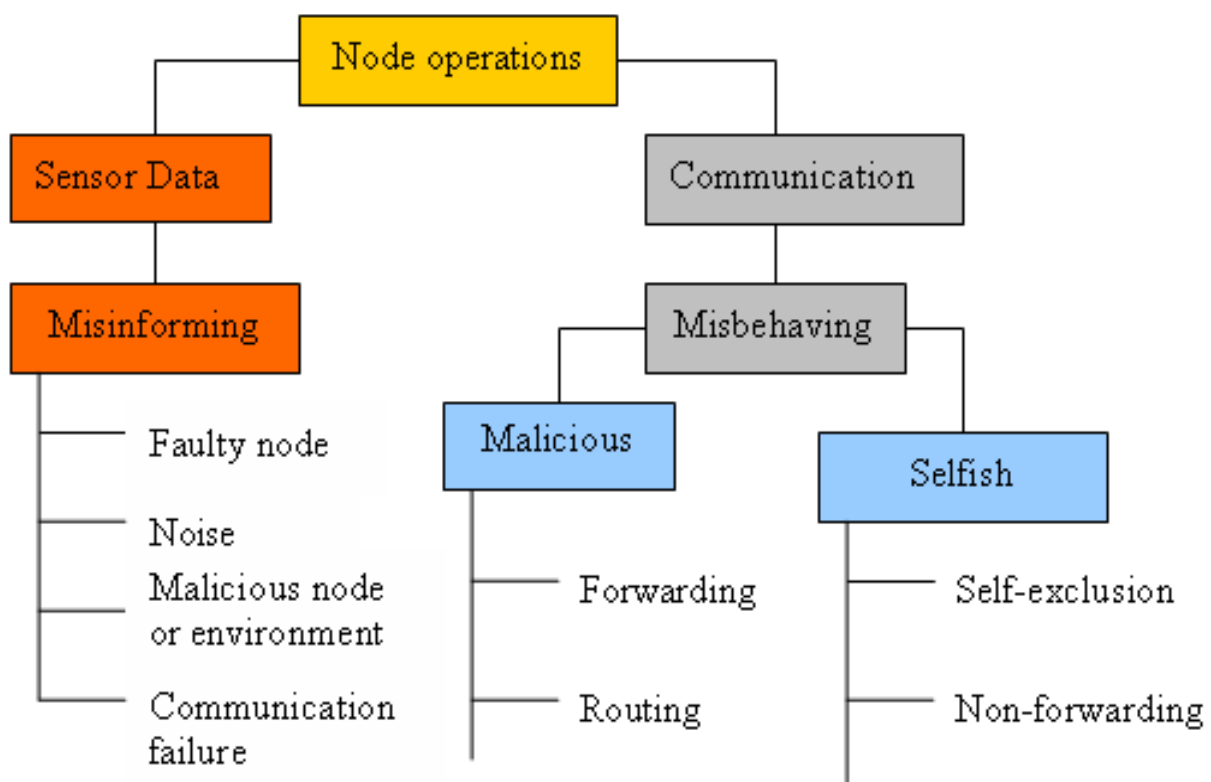 Node operations
Sensor Data
Communication
Misinforming
Misbehaving
Malicious
Selfish
Faulty node
Noise
Malicious node
or environment
Communication
failure
Forwarding
Routing
Self-exclusion
Non-forwarding